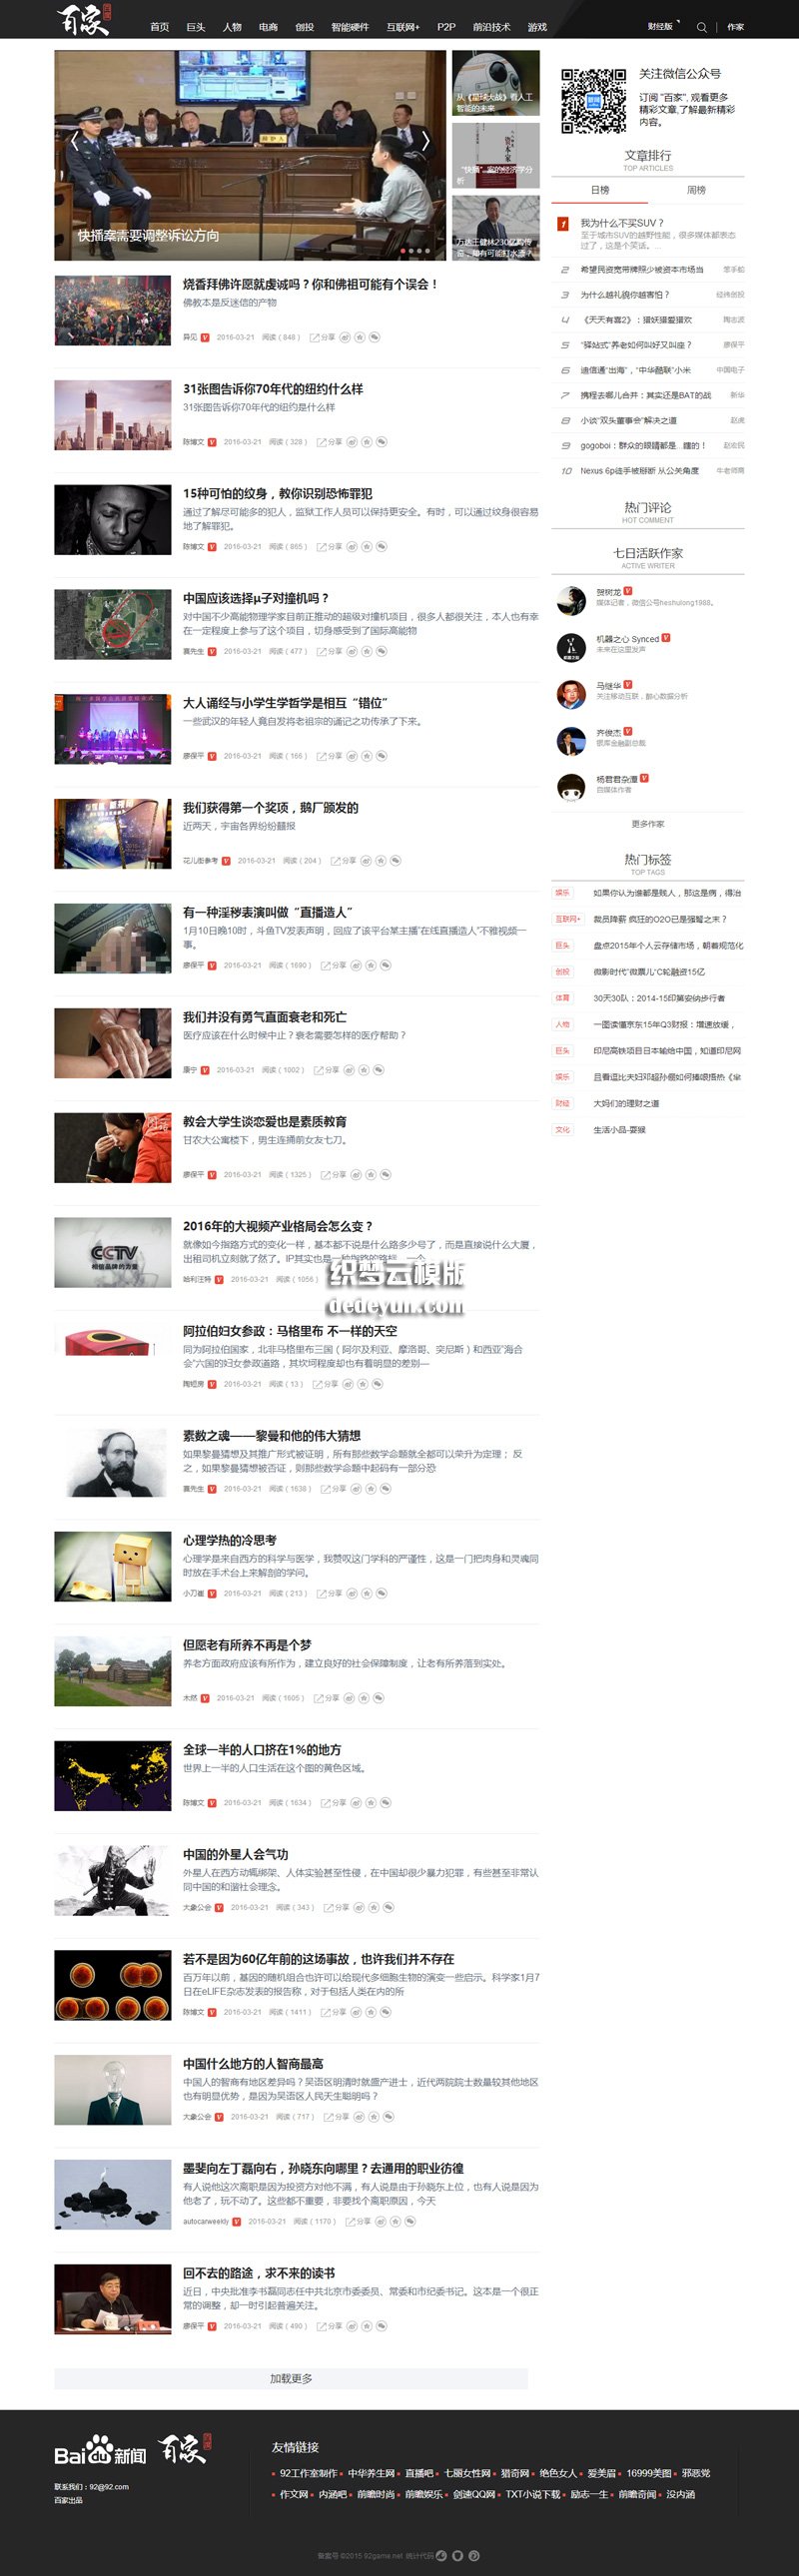 百家
首页 巨头 人物 电商 创投 智能硬件 互联网+ P2P 前沿技术 游戏 财经版 作家
快播案需要调整诉讼方向
从《星球大战》看人工
智能的未来
"快播"案的经济学分
析
关注微信公众号
订阅 "百家", 观看更多
精彩文章,了解最新精彩
内容。
文章排行
TOP ARTICLES
日榜 周榜
1 我为什么不买SUV？
至于城市SUV的越野性能，很多媒体都表态
过了，这是个笑话。...
2 希望民资宽带牌照少被资本市场当
3 为什么越礼貌你越害怕？ 经纬创投
4 《天天有喜2》：猎妖猎爱猎欢 陶志波
5 "驿站式"养老如何叫好又叫座？ 廖保平
6 迪信通"出海"，"中华酷联"小米 中国电子
7 携程去哪儿合并：其实还是BAT的战 新华
8 小谈"双头董事会"解决之道 赵虎
9 gogoboi：群众的眼睛都是...瞎的！
10 Nexus 6p徒手被掰断 从公关角度
热门评论
HOT COMMENT
七日活跃作家
ACTIVE WRITER
贺树龙 V
媒体记者，微信公号heshulong1988。
机器之心 Synced V
未来在这里发声
马继华 V
关注移动互联，醉心数据分析
齐俊杰 V
银库金融副总裁
杨君君杂谭 V
自媒体作者
更多作家
热门标签
TOP TAGS
娱乐 如果你认为谁都是贱人，那这是病，得治
互联网+ 裁员降薪 疯狂的O2O已是强弩之末？
巨头 盘点2015年个人云存储市场，朝着规范化
创投 微影时代"微票儿"C轮融资15亿
体育 30天30队：2014-15印第安纳步行者
人物 一图读懂京东15年Q3财报：增速放缓，
巨头 印尼高铁项目日本输给中国，知道印尼网
娱乐 且看逗比夫妇邓超孙俪如何捧哏搭热《恶
财经 大妈们的理财之道
文化 生活小品-耍猴
烧香拜佛许愿就虔诚吗？你和佛祖可能有个误会！
佛教本是反迷信的产物
异见 V 2016-03-21 阅读（848） 分享
31张图告诉你70年代的纽约什么样
31张图告诉你70年代的纽约是什么样
陈博文 V 2016-03-21 阅读（328） 分享
15种可怕的纹身，教你识别恐怖罪犯
通过了解尽可能多的犯人，监狱工作人员可以保持更安全。有时，可以通过纹身很容易
地了解罪犯。
陈博文 V 2016-03-21 阅读（865） 分享
中国应该选择μ子对撞机吗？
对中国不少高能物理学家目前正推动的超级对撞机项目，很多人都很关注，本人也有幸
在一定程度上参与了这个项目，切身感受到了国际高能物
赛先生 V 2016-03-21 阅读（477） 分享
大人诵经与小学生学哲学是相互"错位"
一些武汉的年轻人竟自发将老祖宗的诵记之功传承了下来。
廖保平 V 2016-03-21 阅读（166） 分享
我们获得第一个奖项，鹅厂颁发的
近两天，宇宙各界纷纷囍报
花儿街参考 V 2016-03-21 阅读（204） 分享
有一种淫秽表演叫做"直播造人"
1月10日晚10时，斗鱼TV发表声明，回应了该平台某主播"在线直播造人"不雅视频一
事。
廖保平 V 2016-03-21 阅读（1690） 分享
我们并没有勇气直面衰老和死亡
医疗应该在什么时候中止？衰老需要怎样的医疗帮助？
康宁 V 2016-03-21 阅读（1002） 分享
教会大学生谈恋爱也是素质教育
甘农大公寓楼下，男生连捅前女友七刀。
廖保平 V 2016-03-21 阅读（1325） 分享
CCTV
相信品牌的力量
2016年的大视频产业格局会怎么变？
就像如今指路方式的变化一样，基本都不说是什么路多少号了，而是直接说什么大厦，
出租司机立刻就了然了。IP其实也是一种指路的路标，一个
哈利汪特 V 2016-03-21 阅读（1056）
织梦云模版
dedeyun.com
阿拉伯妇女参政：马格里布 不一样的天空
同为阿拉伯国家，北非马格里布三国（阿尔及利亚、摩洛哥、突尼斯）和西亚"海合
会"六国的妇女参政道路，其坎坷程度却也有着明显的差别—
陶短房 V 2016-03-21 阅读（13） 分享
素数之魂——黎曼和他的伟大猜想
如果黎曼猜想及其推广形式被证明，所有那些数学命题就全都可以荣升为定理； 反
之，如果黎曼猜想被否证，则那些数学命题中起码有一部分恐
赛先生 V 2016-03-21 阅读（1638） 分享
心理学热的冷思考
心理学是来自西方的科学与医学，我赞叹这门学科的严谨性，这是一门把肉身和灵魂同
时放在手术台上来解剖的学问。
小刀崔 V 2016-03-21 阅读（213） 分享
但愿老有所养不再是个梦
养老方面政府应该有所作为，建立良好的社会保障制度，让老有所养落到实处。
木然 V 2016-03-21 阅读（1605） 分享
全球一半的人口挤在1%的地方
世界上一半的人口生活在这个图的黄色区域。
陈博文 V 2016-03-21 阅读（1634） 分享
中国的外星人会气功
外星人在西方动辄绑架、人体实验甚至性侵，在中国却很少暴力犯罪，有些甚至非常认
同中国的和谐社会理念。
大象公会 V 2016-03-21 阅读（343） 分享
若不是因为60亿年前的这场事故，也许我们并不存在
百万年以前，基因的随机组合也许可以给现代多细胞生物的演变一些启示。科学家1月7
日在eLIFE杂志发表的报告称，对于包括人类在内的所
陈博文 V 2016-03-21 阅读（1411） 分享
中国什么地方的人智商最高
中国人的智商有地区差异吗？吴语区明清时就盛产进士，近代两院院士数量较其他地区
也有明显优势，是因为吴语区人民天生聪明吗？
大象公会 V 2016-03-21 阅读（717） 分享
墨斐向左丁磊向右，孙晓东向哪里？去通用的职业彷徨
有人说他这次离职是因为投资方对他不满，有人说是由于孙晓东上位，也有人说是因为
他老了，玩不动了。这些都不重要，非要找个离职原因，今天
autocarweekly V 2016-03-21 阅读（1170） 分享
回不去的路途，求不来的读书
近日，中央批准李书磊同志任中共北京市委委员、常委和市纪委书记。这本是一个很正
常的调整，却一时引起普遍关注。
廖保平 V 2016-03-21 阅读（490） 分享
加载更多
Bai 新闻 百家
联系我们：92@92.com
百家出品
友情链接
92工作室制作 中华养生网 直播吧 七丽女性网 猎奇网 绝色女人 爱美眉 16999美图 邪恶党
作文网 内涵吧 前瞻时尚 前瞻娱乐 剑速QQ网 TXT小说下载 励志一生 前瞻奇闻 没内涵
备案号 ©2015 92game.net 统计代码